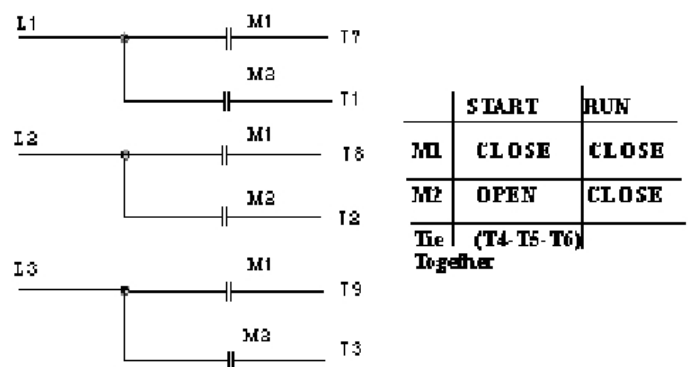 L1
M1
T7
M2
T1
L2
M1
T8
M2
T2
L3
M1
T9
M2
T3
START RUN
M1 CLOSE CLOSE
M2 OPEN CLOSE
Tie (T4-T5-T6)
Together